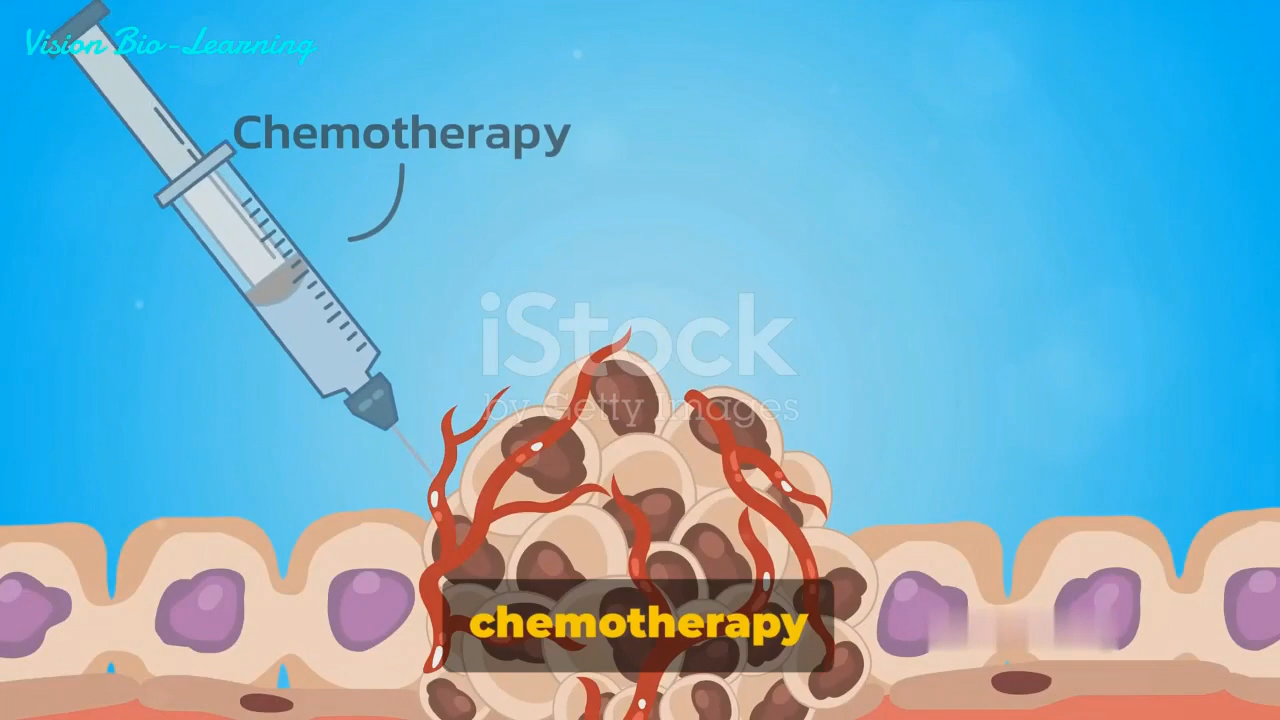 Vision Bio-Learning
Chemotherapy
iStock
by Getty Images
chemotherapy